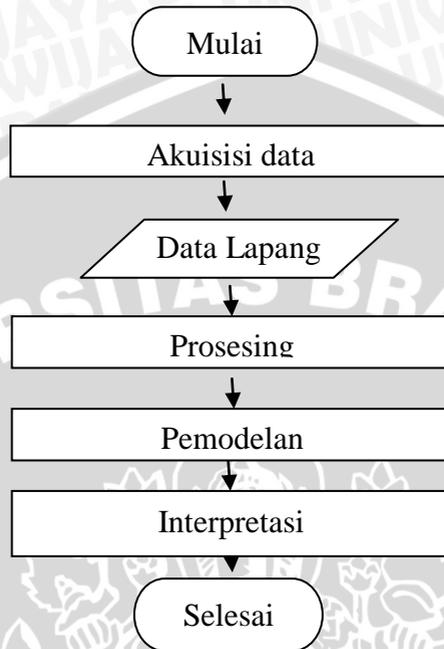 Mulai
Akuisisi data
Data Lapang
Prosesing
Pemodelan
Interpretasi
Selesai